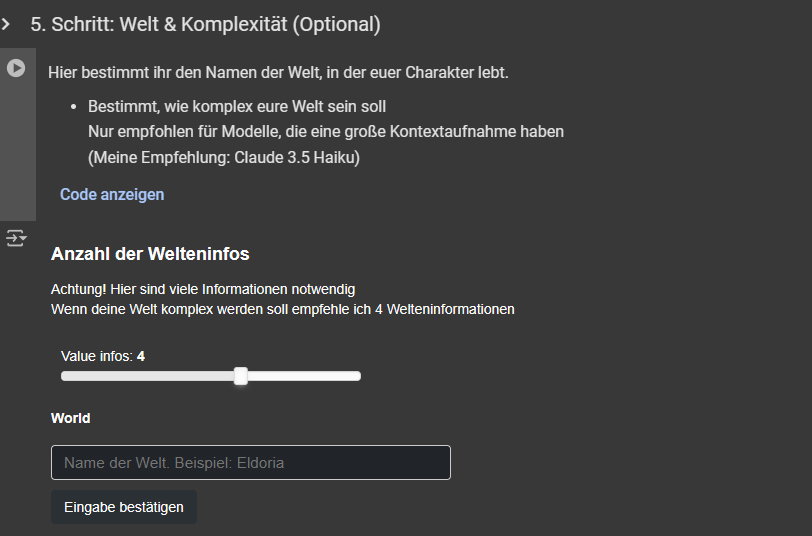 5. Schritt: Welt & Komplexität (Optional)
Hier bestimmt ihr den Namen der Welt, in der euer Charakter lebt.
• Bestimmt, wie komplex eure Welt sein soll
Nur empfohlen für Modelle, die eine große Kontextaufnahme haben
(Meine Empfehlung: Claude 3.5 Haiku)
Code anzeigen
Anzahl der Welteninfos
Achtung! Hier sind viele Informationen notwendig
Wenn deine Welt komplex werden soll empfehle ich 4 Welteninformationen
Value infos: 4
World
Name der Welt. Beispiel: Eldoria
Eingabe bestätigen